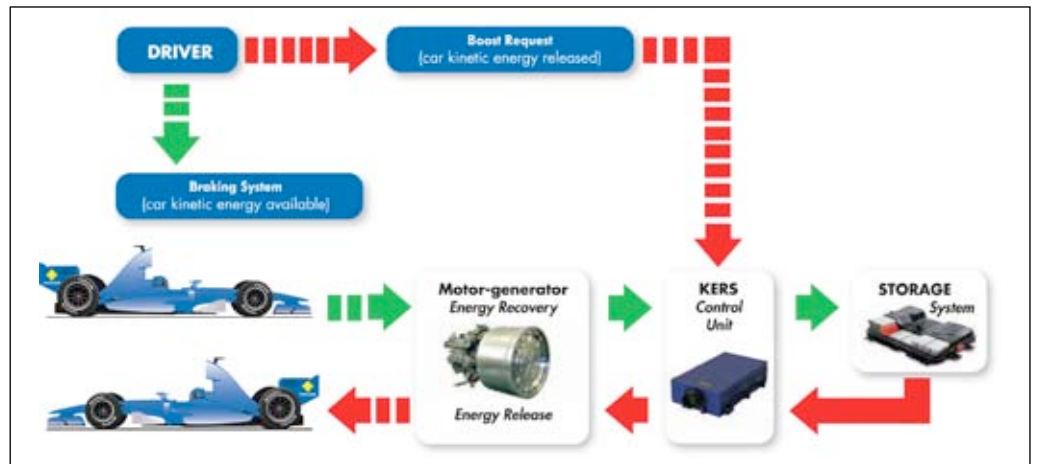 DRIVER
Boost Request
(car kinetic energy released)
Braking System
(car kinetic energy available)
Motor-generator
Energy Recovery
Energy Release
KERS
Control
Unit
STORAGE
System